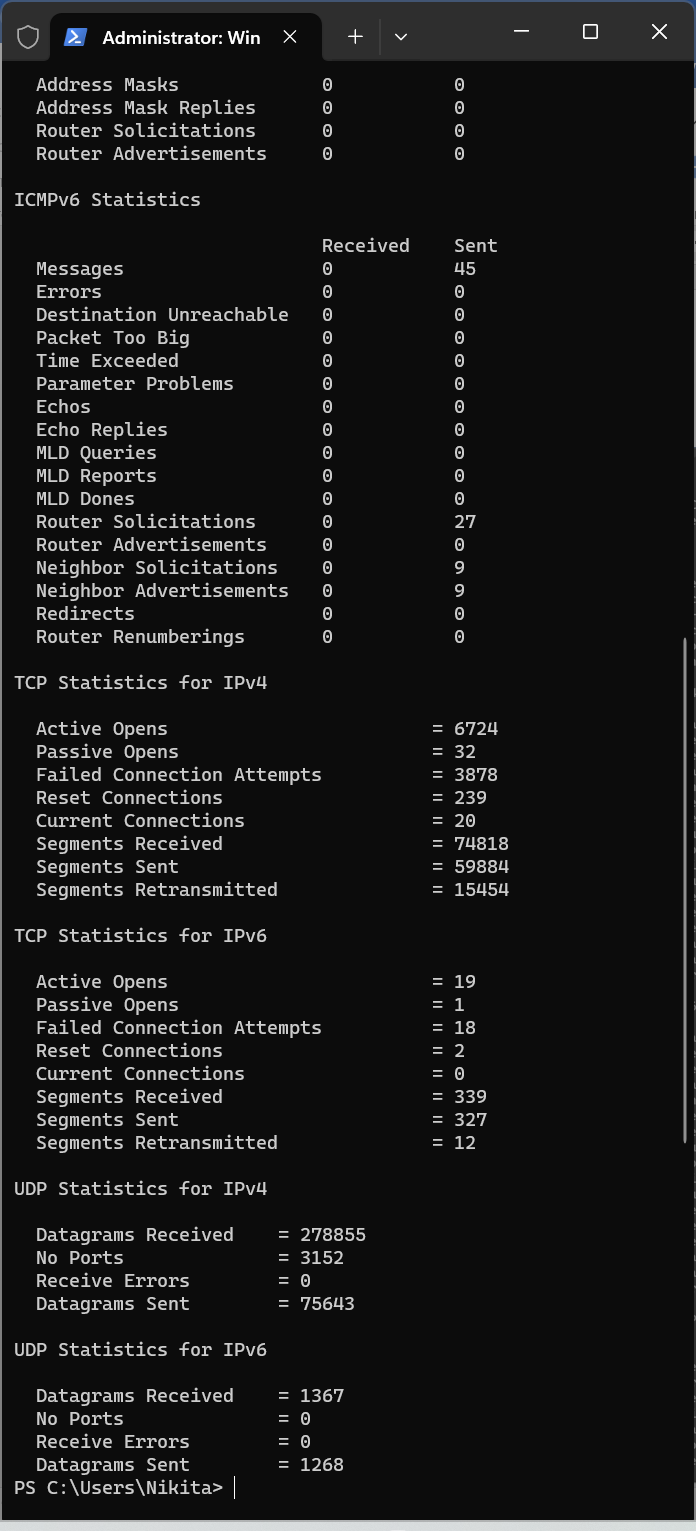 Administrator: Win
Address Masks 0 0
Address Mask Replies 0 0
Router Solicitations 0 0
Router Advertisements 0 0
ICMPv6 Statistics
Received Sent
Messages 0 45
Errors 0 0
Destination Unreachable 0 0
Packet Too Big 0 0
Time Exceeded 0 0
Parameter Problems 0 0
Echos 0 0
Echo Replies 0 0
MLD Queries 0 0
MLD Reports 0 0
MLD Dones 0 0
Router Solicitations 0 27
Router Advertisements 0 0
Neighbor Solicitations 0 9
Neighbor Advertisements 0 9
Redirects 0 0
Router Renumberings 0 0
TCP Statistics for IPv4
Active Opens = 6724
Passive Opens = 32
Failed Connection Attempts = 3878
Reset Connections = 239
Current Connections = 20
Segments Received = 74818
Segments Sent = 59884
Segments Retransmitted = 15454
TCP Statistics for IPv6
Active Opens = 19
Passive Opens = 1
Failed Connection Attempts = 18
Reset Connections = 2
Current Connections = 0
Segments Received = 339
Segments Sent = 327
Segments Retransmitted = 12
UDP Statistics for IPv4
Datagrams Received = 278855
No Ports = 3152
Receive Errors = 0
Datagrams Sent = 75643
UDP Statistics for IPv6
Datagrams Received = 1367
No Ports = 0
Receive Errors = 0
Datagrams Sent = 1268
PS C:\Users\Nikita>